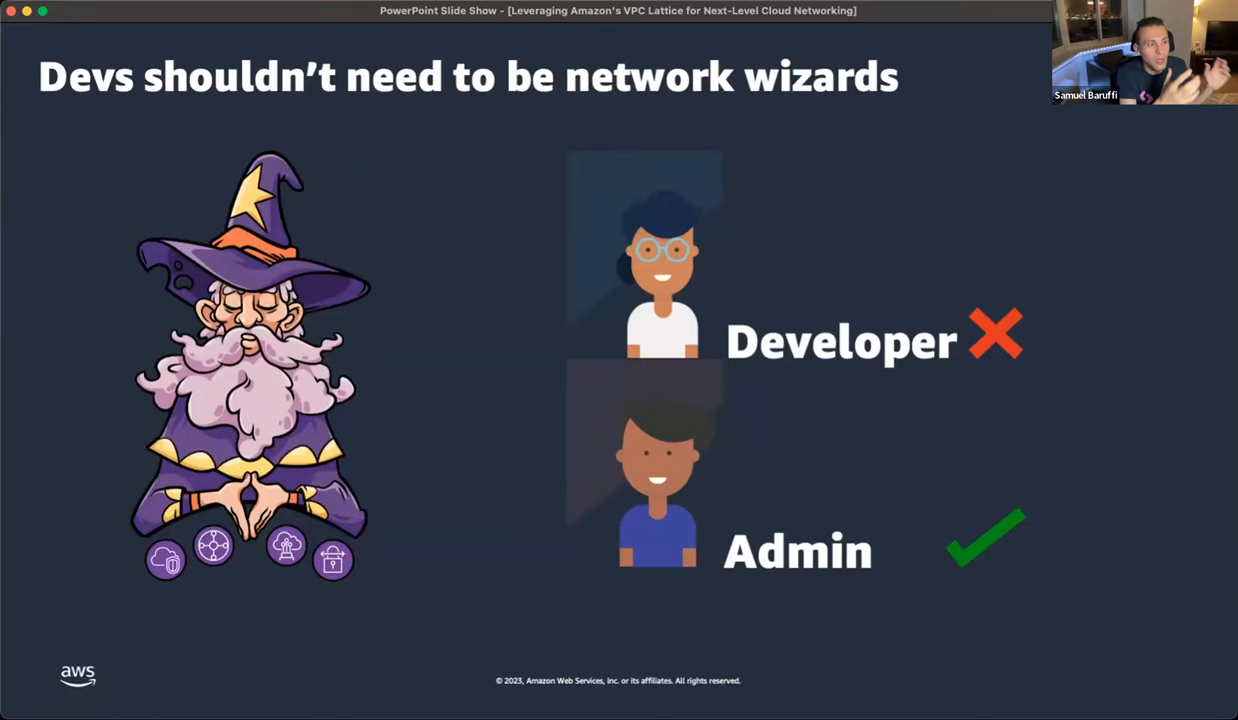 PowerPoint Slide Show - [Leveraging Amazon's VPC Lattice for Next-Level Cloud Networking]
Devs shouldn't need to be network wizards
Samuel Baruffi
Developer
Admin
aws
© 2023, Amazon Web Services, Inc. or its affiliates. All rights reserved.